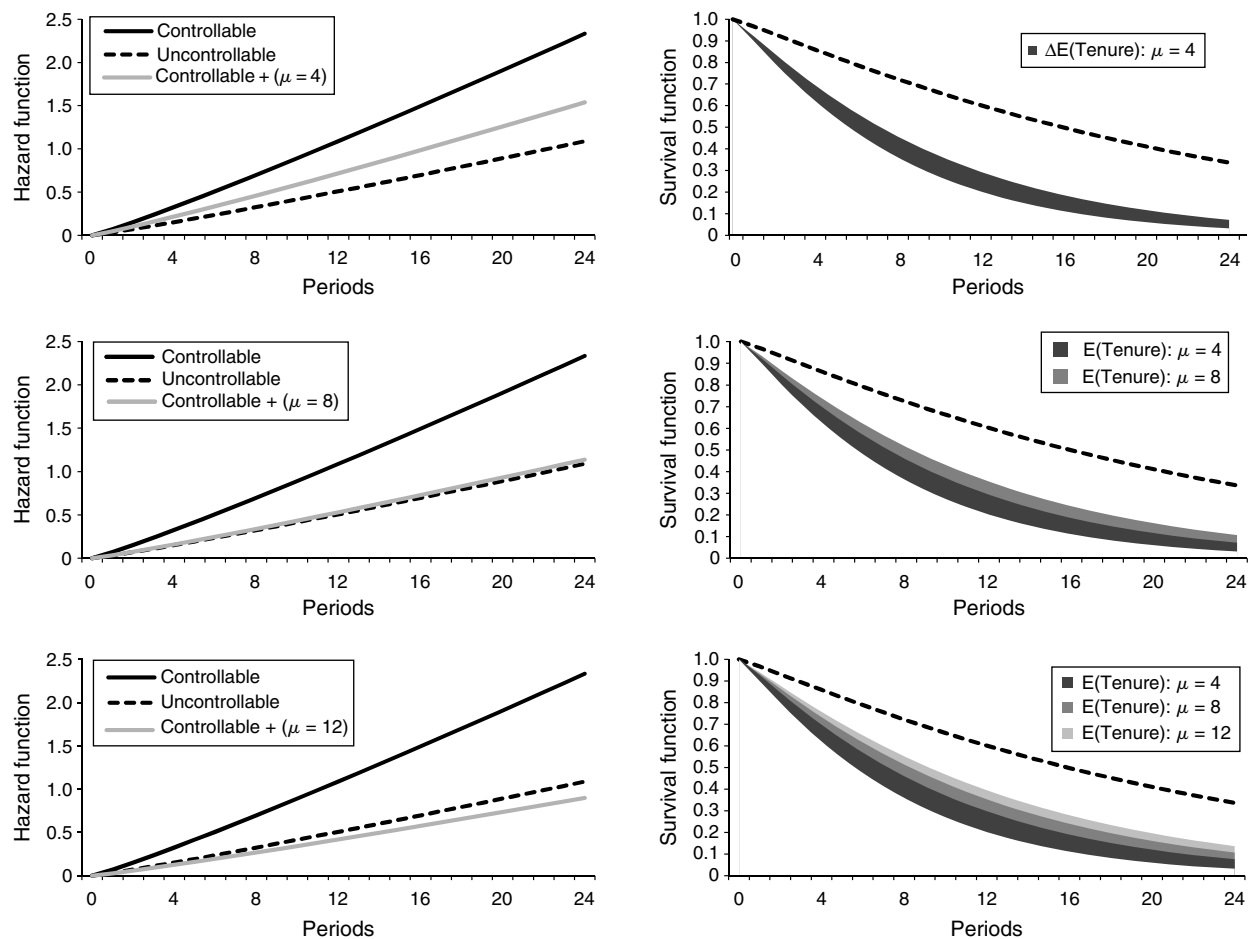 Hazard function
2.5
2.0
1.5
1.0
0.5
0
Controllable
Uncontrollable
Controllable + (μ = 4)
0 4 8 12 16 20 24
Periods
Survival function
1.0
0.9
0.8
0.7
0.6
0.5
0.4
0.3
0.2
0.1
0
ΔE(Tenure): μ = 4
0 4 8 12 16 20 24
Periods
Hazard function
2.5
2.0
1.5
1.0
0.5
0
Controllable
Uncontrollable
Controllable + (μ = 8)
0 4 8 12 16 20 24
Periods
Survival function
1.0
0.9
0.8
0.7
0.6
0.5
0.4
0.3
0.2
0.1
0
E(Tenure): μ = 4
E(Tenure): μ = 8
0 4 8 12 16 20 24
Periods
Hazard function
2.5
2.0
1.5
1.0
0.5
0
Controllable
Uncontrollable
Controllable + (μ = 12)
0 4 8 12 16 20 24
Periods
Survival function
1.0
0.9
0.8
0.7
0.6
0.5
0.4
0.3
0.2
0.1
0
E(Tenure): μ = 4
E(Tenure): μ = 8
E(Tenure): μ = 12
0 4 8 12 16 20 24
Periods